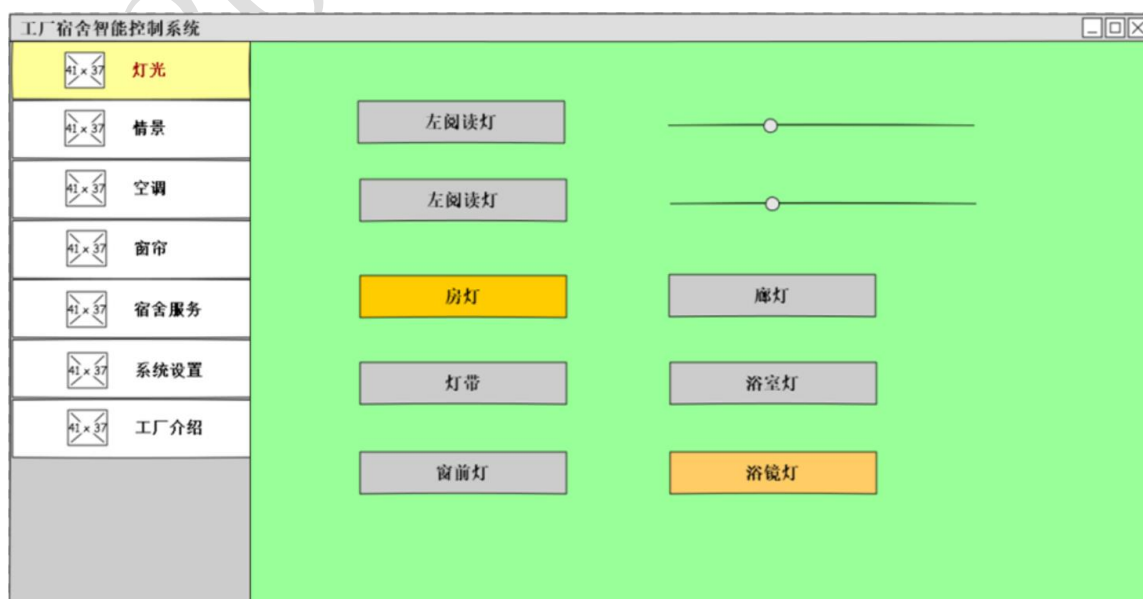 工厂宿舍智能控制系统
41 x 37 灯光
41 x 37 情景
41 x 37 空调
41 x 37 窗帘
41 x 37 宿舍服务
41 x 37 系统设置
41 x 37 工厂介绍
左阅读灯
左阅读灯
房灯 廊灯
灯带 浴室灯
窗前灯 浴镜灯